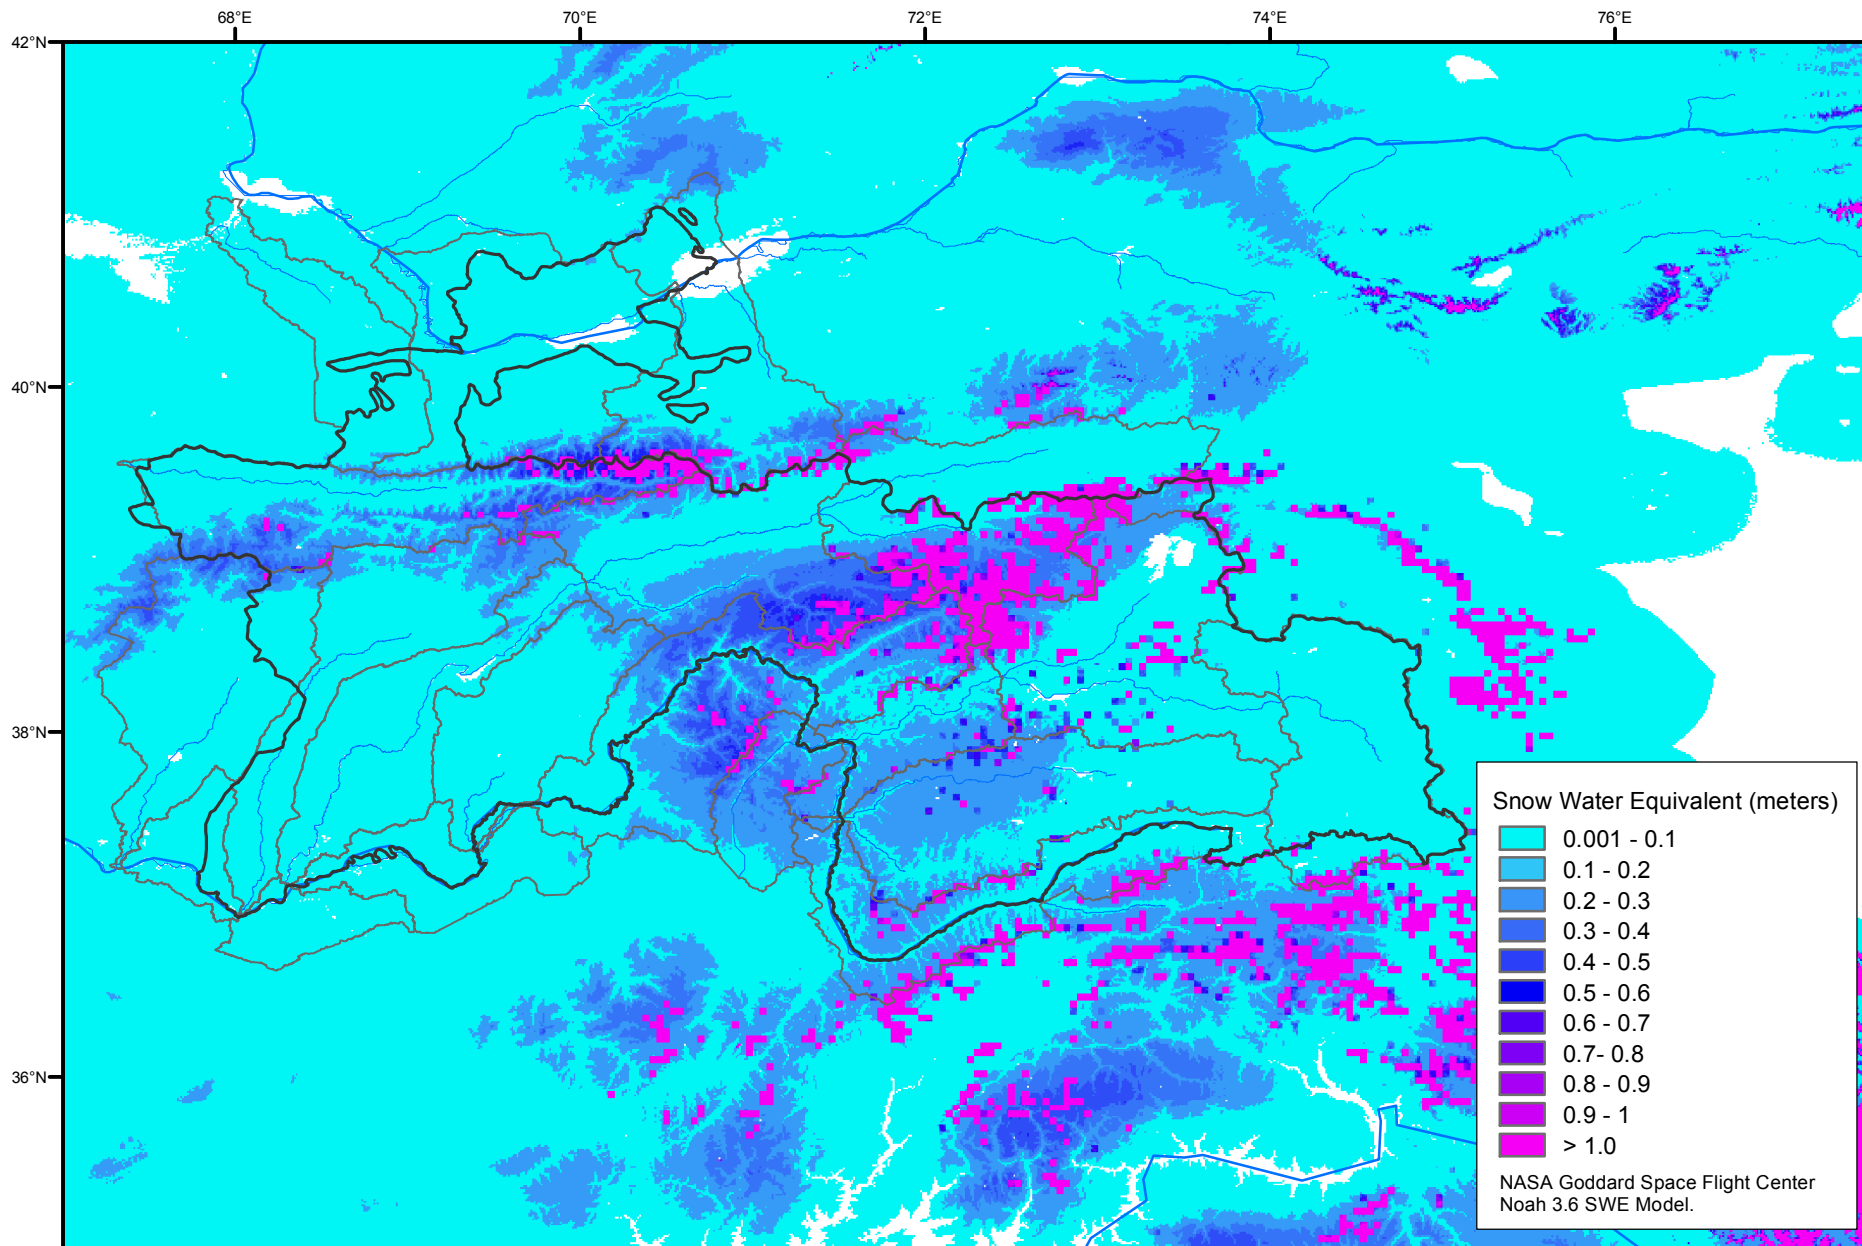 68°E 70°E 72°E 74°E 76°E
42°N
40°N
38°N
36°N
Snow Water Equivalent (meters)
0.001 - 0.1
0.1 - 0.2
0.2 - 0.3
0.3 - 0.4
0.4 - 0.5
0.5 - 0.6
0.6 - 0.7
0.7- 0.8
0.8 - 0.9
0.9 - 1
> 1.0
NASA Goddard Space Flight Center
Noah 3.6 SWE Model.